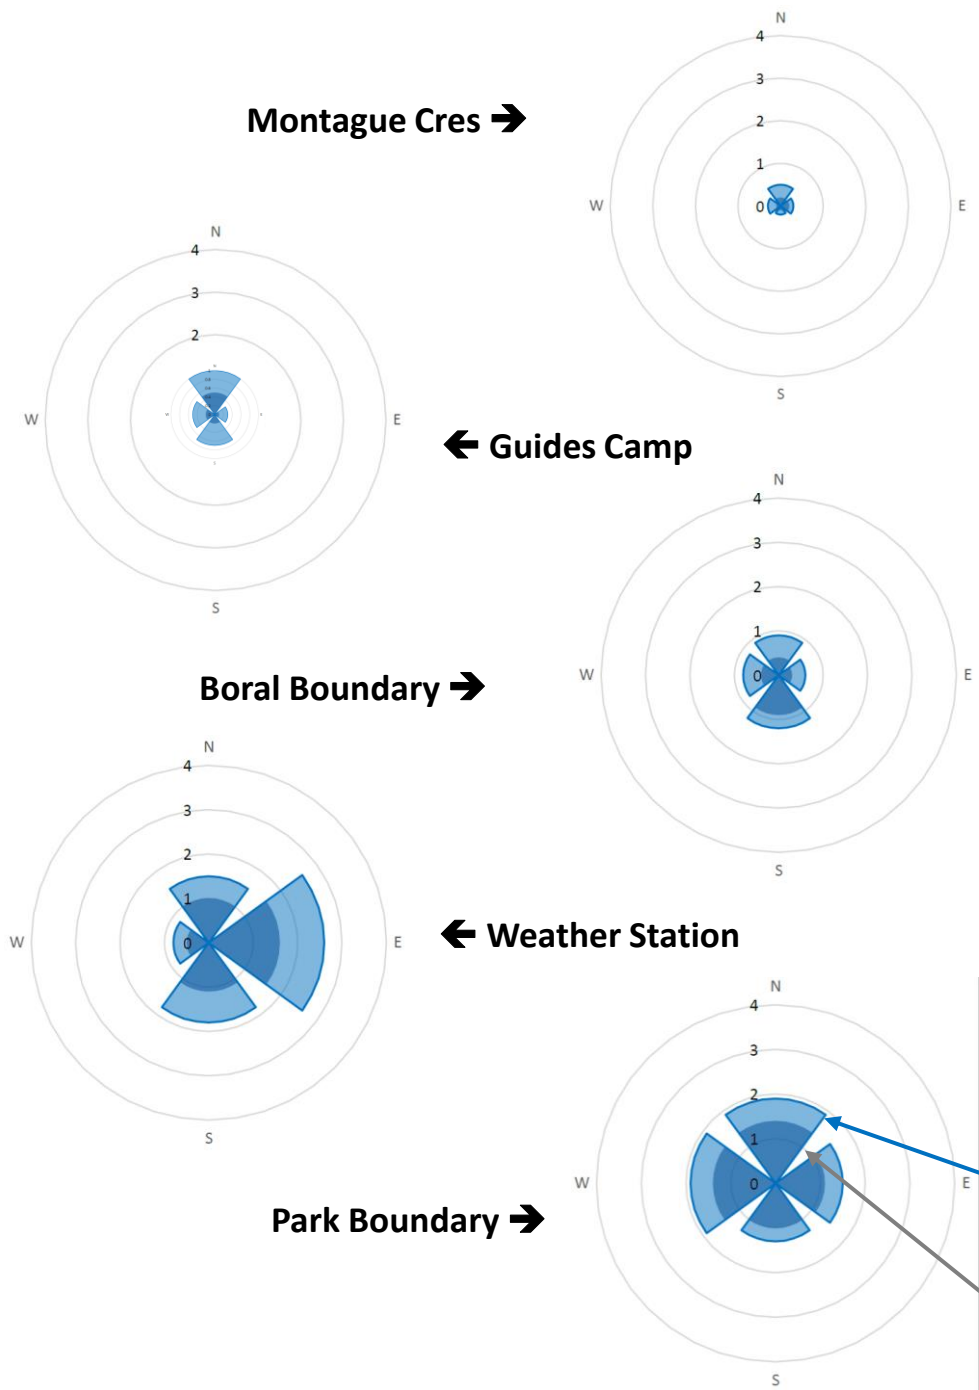 N
4
3
2
1
0
W
E
S
Montague Cres →
N
4
3
2
W
E
S
← Guides Camp
N
4
3
2
1
0
W
E
S
Boral Boundary →
N
4
3
2
1
0
W
E
S
← Weather Station
N
4
3
2
1
0
W
E
S
Park Boundary →